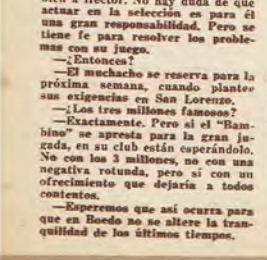 bien a Héctor. No hay duda de que
actuar en la selección es para él
una gran responsabilidad. Pero se
tiene fe para resolver los proble-
mas con su juego.
—¿Entonces?
—El muchacho se reserva para la
próxima semana, cuando plantee
sus exigencias en San Lorenzo.
—¿Los tres millones famosos?
—Exactamente. Pero si el "Bam-
bino" se apresta para la gran ju-
gada, en su club están esperándolo.
No con los 3 millones, no con una
negativa rotunda, pero sí con un
ofrecimiento que dejaría a todos
contentos.
—Esperemos que así ocurra para
que en Boedo no se altere la tran-
quilidad de los últimos tiempos.